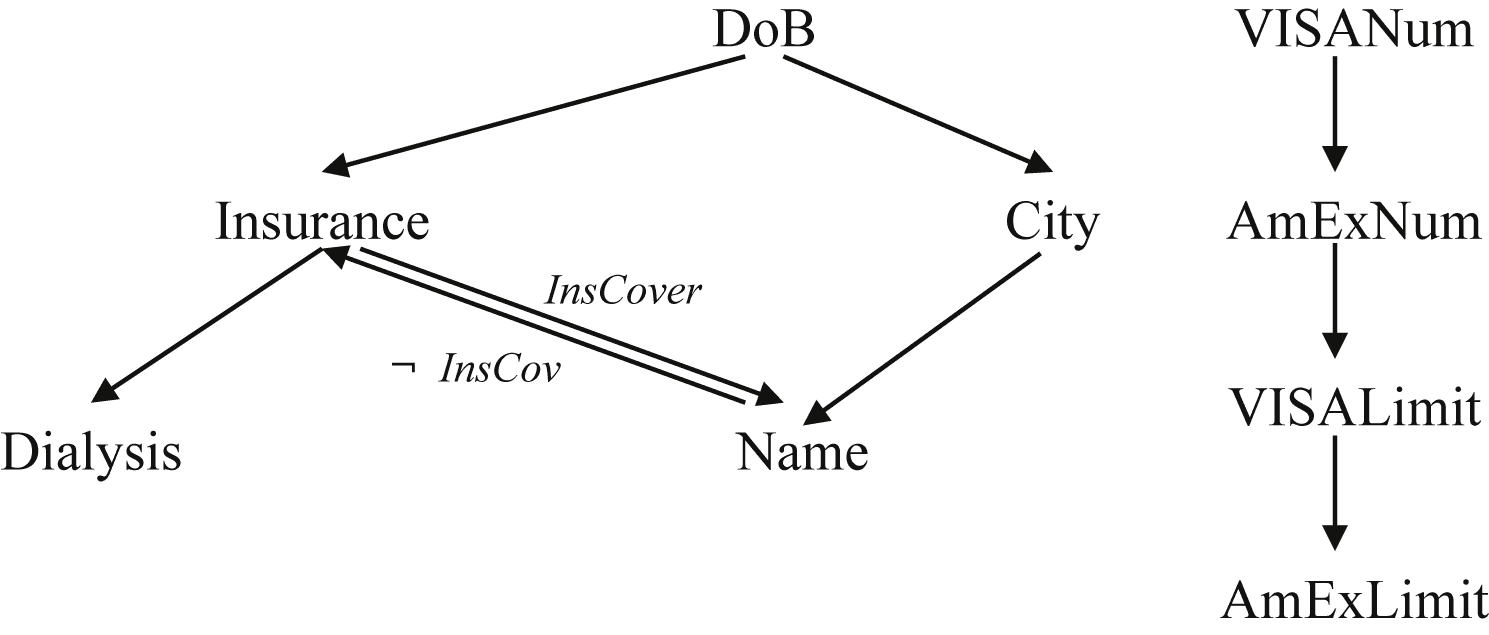 DoB
VISANum
Insurance
City
AmExNum
InsCover
¬ InsCov
VISALimit
Dialysis
Name
AmExLimit